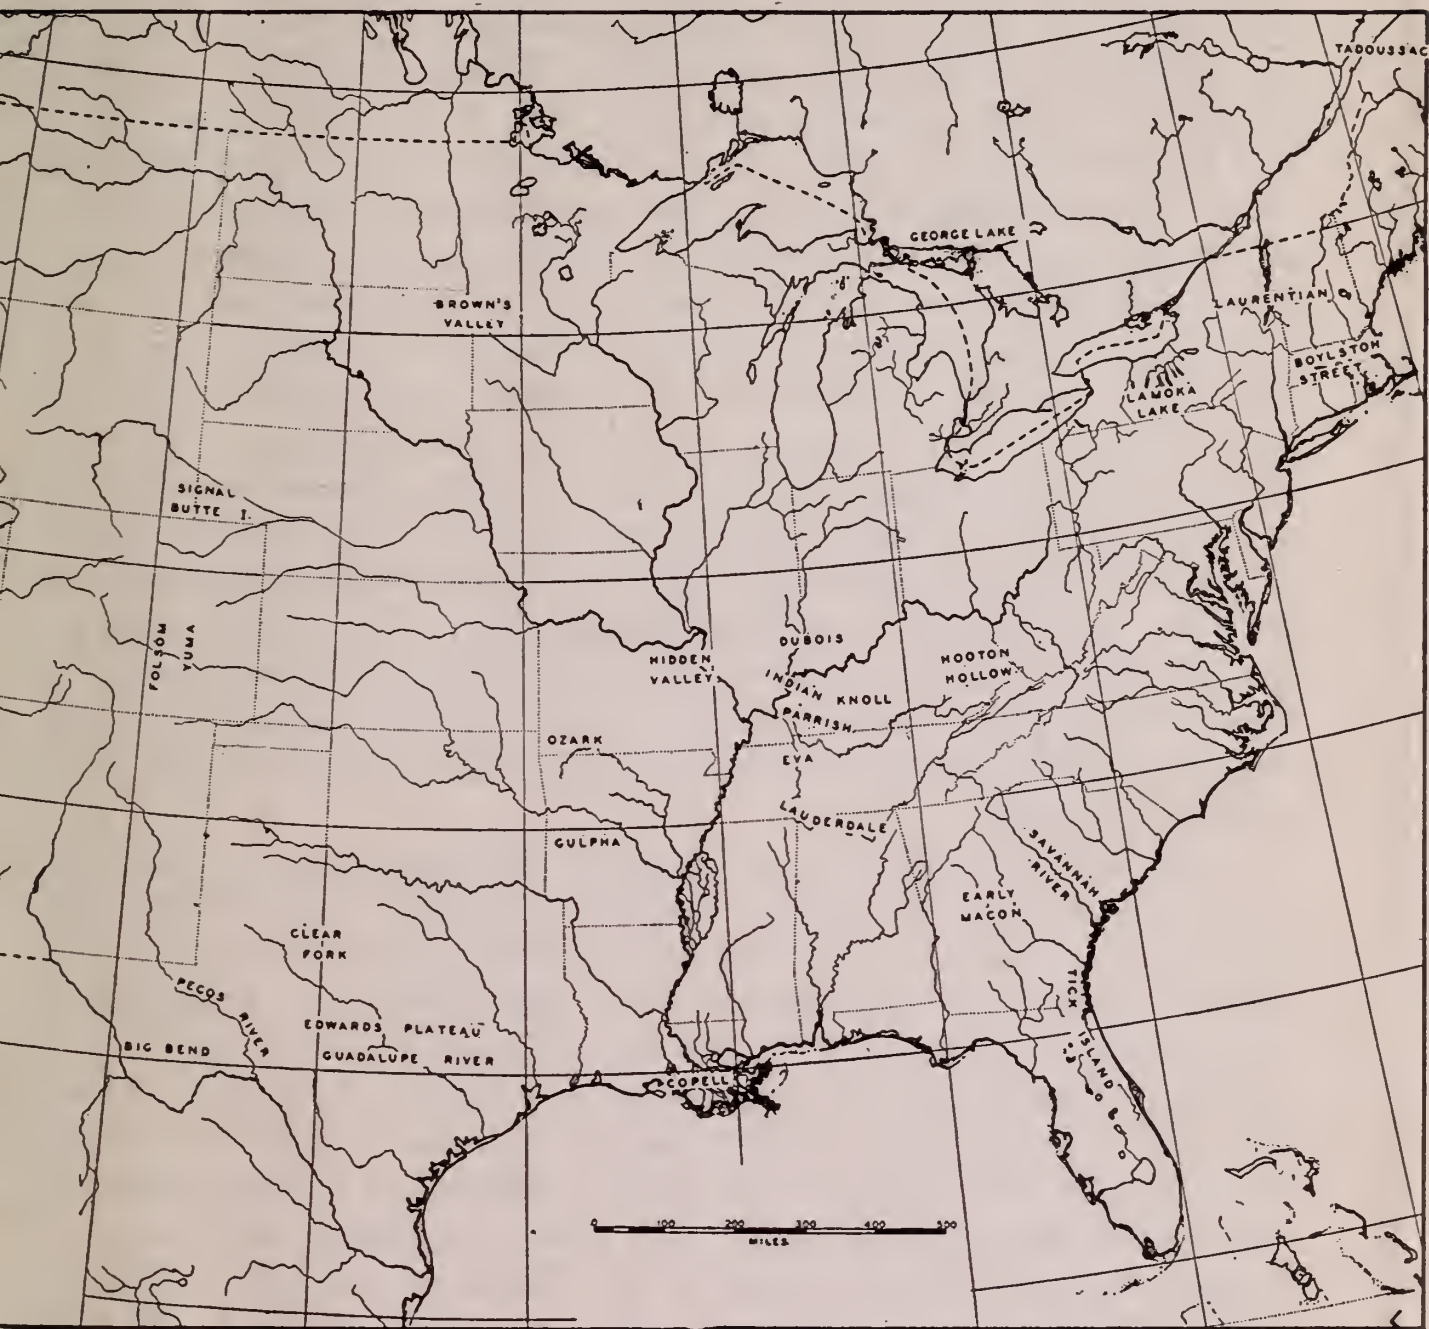 TADOUSSAC
GEORGE LAKE
BROWN'S
VALLEY
LAURENTIAN
BOYLSTON
STREET
LAMOKA
LAKE
SIGNAL
BUTTE I.
FOLSOM
YUMA
DUBOIS
HIDDEN
VALLEY
HOOTON
HOLLOW
INDIAN KNOLL
PARRISH
OZARK
EVA
LAUDERDALE
GULPHA
SAVANNAH
RIVER
EARLY
MACON
CLEAR
FORK
PECOS RIVER
TICK ISLAND
EDWARDS PLATEAU
BIG BEND
GUADALUPE RIVER
COPELL
0 100 200 300 400 500
MILES